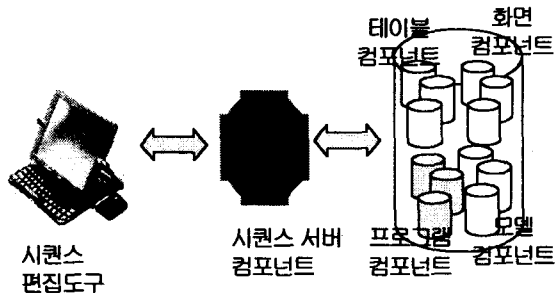 테이블
컴포넌트
화면
컴포넌트
시퀀스
편집도구
시퀀스 서버
컴포넌트
프로그램
컴포넌트
모델
컴포넌트